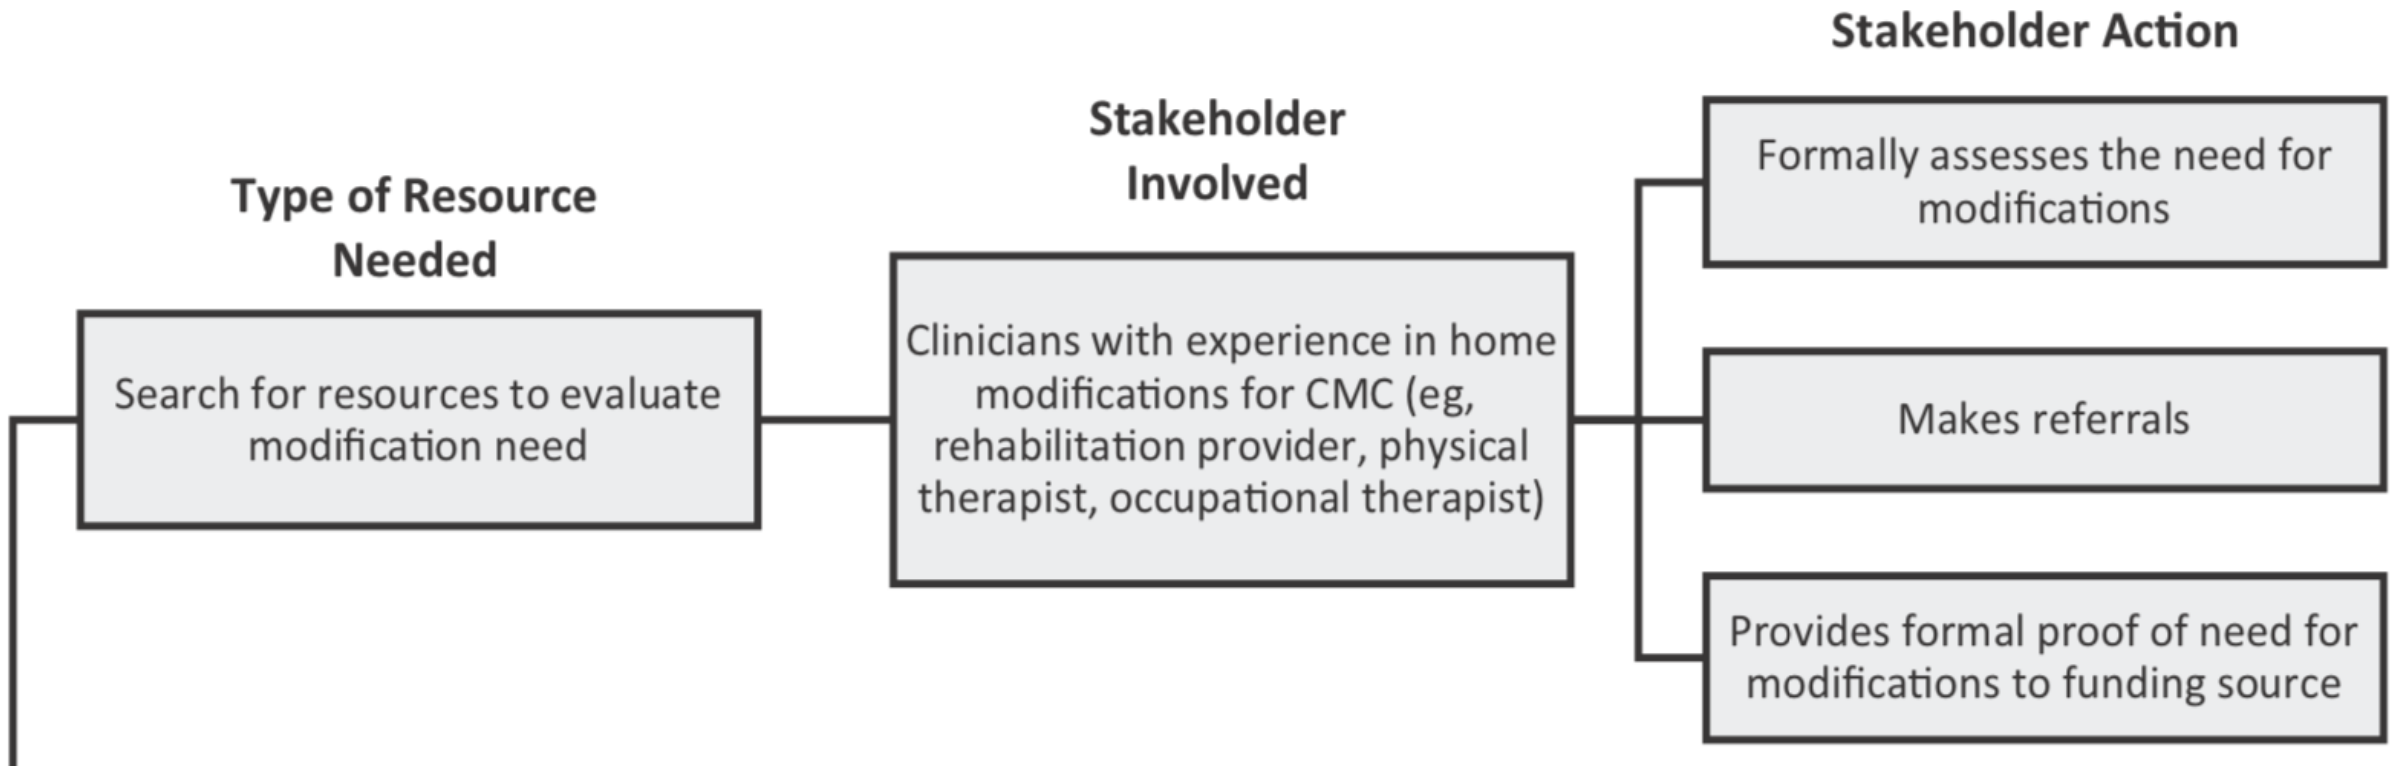 Type of Resource
Needed
Search for resources to evaluate
modification need
Stakeholder
Involved
Clinicians with experience in home
modifications for CMC (eg,
rehabilitation provider, physical
therapist, occupational therapist)
Stakeholder Action
Formally assesses the need for
modifications
Makes referrals
Provides formal proof of need for
modifications to funding source